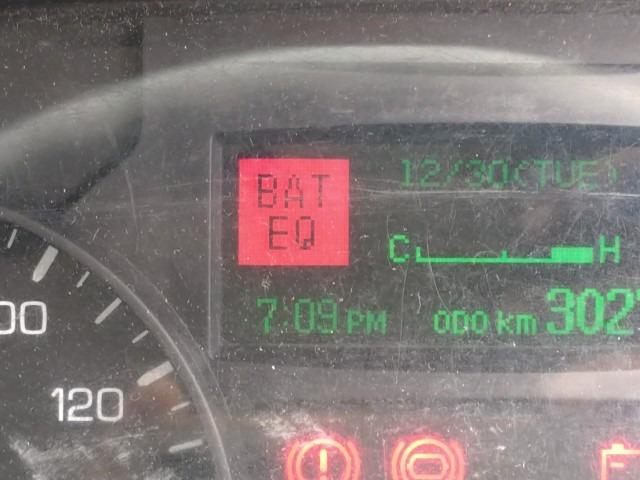 BAT
EQ
12/30(TUE)
C H
7:09 PM
ODO km 302
00
120